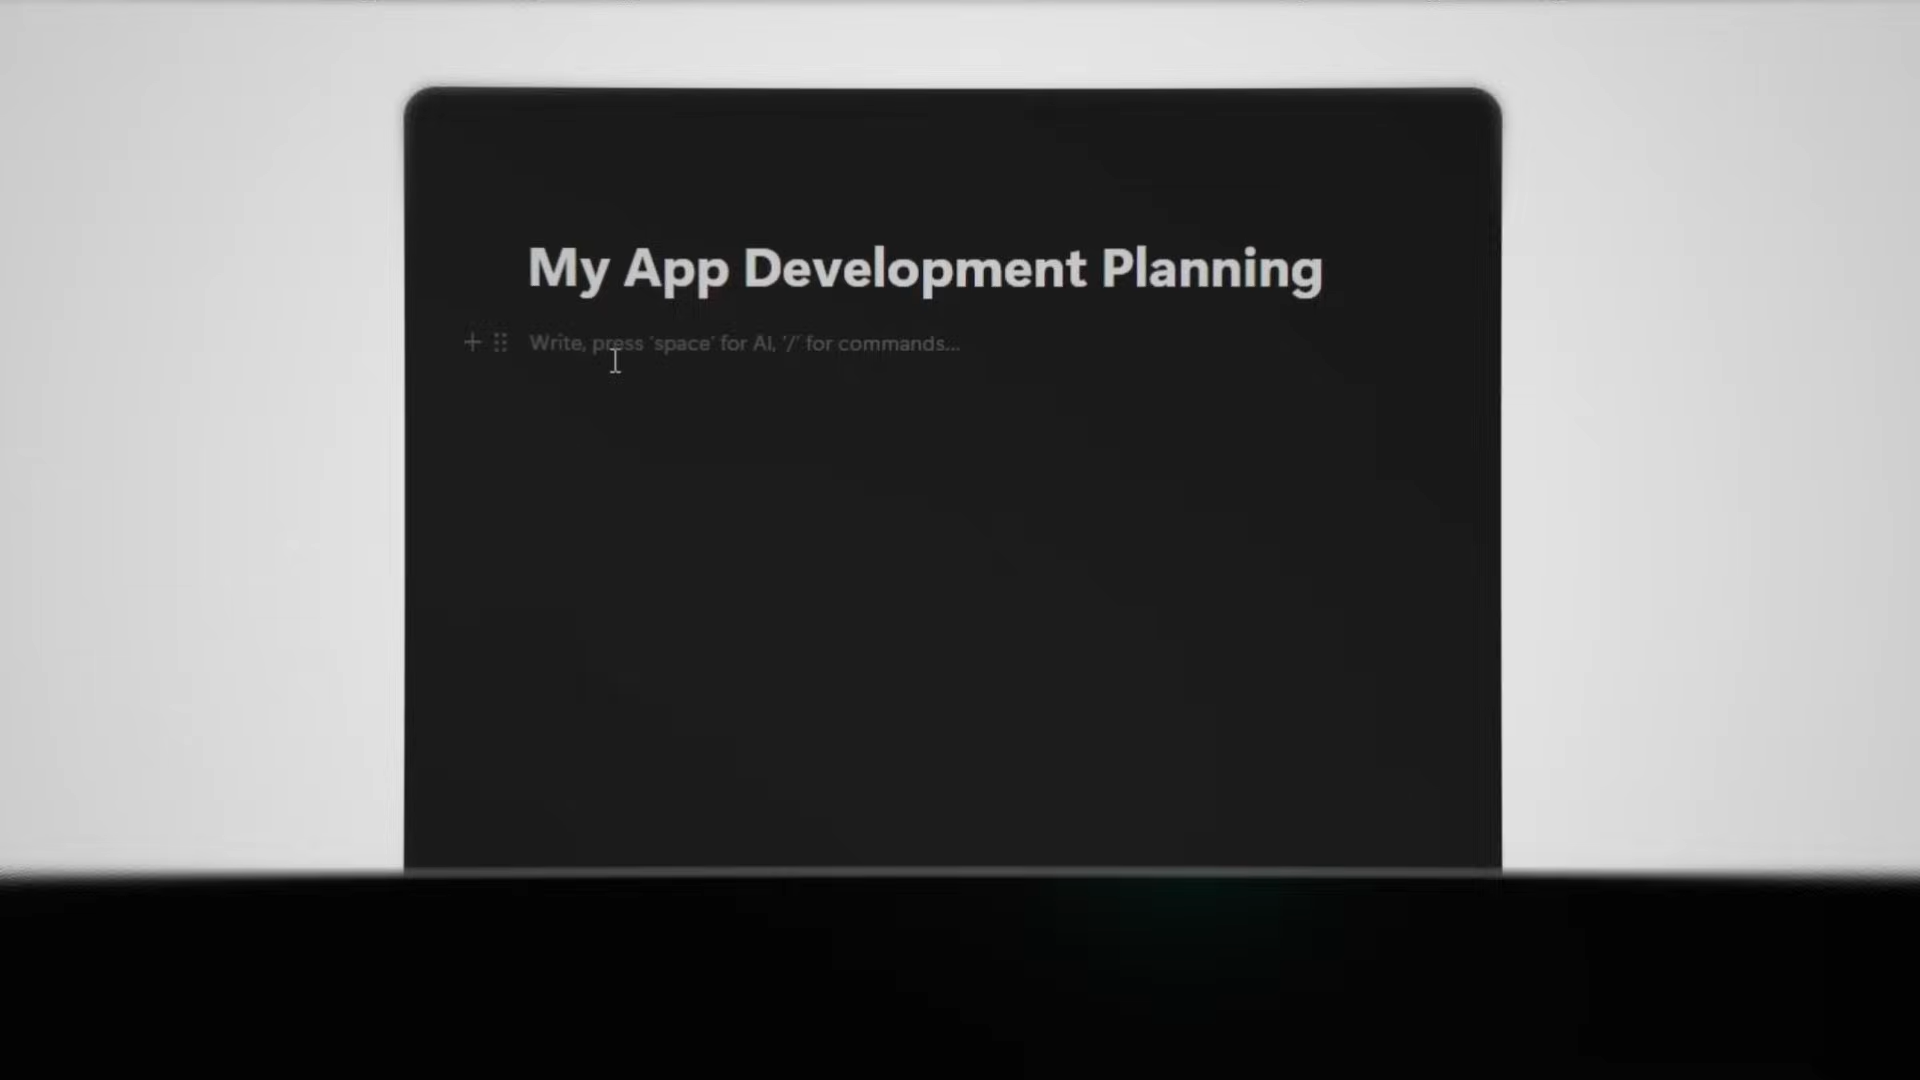 My App Development Planning
Write, press 'space' for AI, '/' for commands...